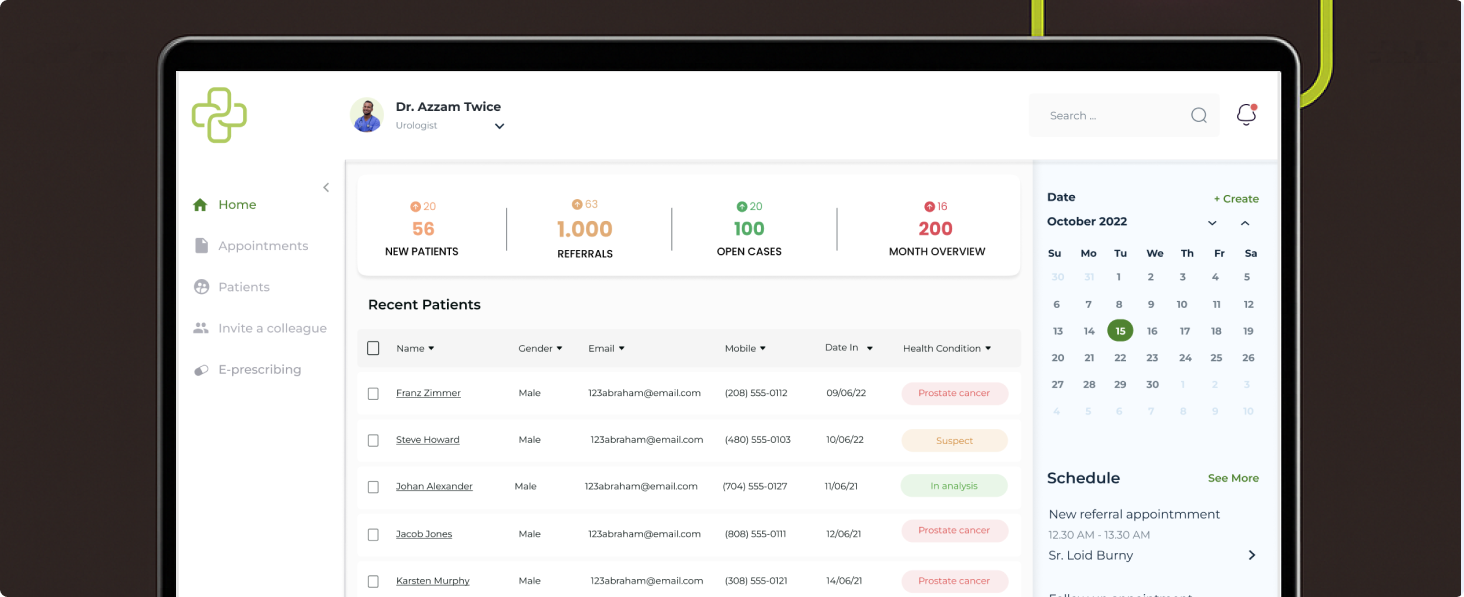 Dr. Azzam Twice
Urologist
Search ...
Home
Appointments
Patients
Invite a colleague
E-prescribing
20 63 20 16
56 1.000 100 200
NEW PATIENTS REFERRALS OPEN CASES MONTH OVERVIEW
Recent Patients
Name Gender Email Mobile Date In Health Condition
Franz Zimmer Male 123abraham@email.com (208) 555-0112 09/06/22 Prostate cancer
Steve Howard Male 123abraham@email.com (480) 555-0103 10/06/22 Suspect
Johan Alexander Male 123abraham@email.com (704) 555-0127 11/06/21 In analysis
Jacob Jones Male 123abraham@email.com (808) 555-0111 12/06/21 Prostate cancer
Karsten Murphy Male 123abraham@email.com (308) 555-0121 14/06/21 Prostate cancer
Date + Create
October 2022
Su Mo Tu We Th Fr Sa
30 31 1 2 3 4 5
6 7 8 9 10 11 12
13 14 15 16 17 18 19
20 21 22 23 24 25 26
27 28 29 30 1 2 3
4 5 6 7 8 9 10
Schedule See More
New referral appointmment
12.30 AM - 13.30 AM
Sr. Loid Burny